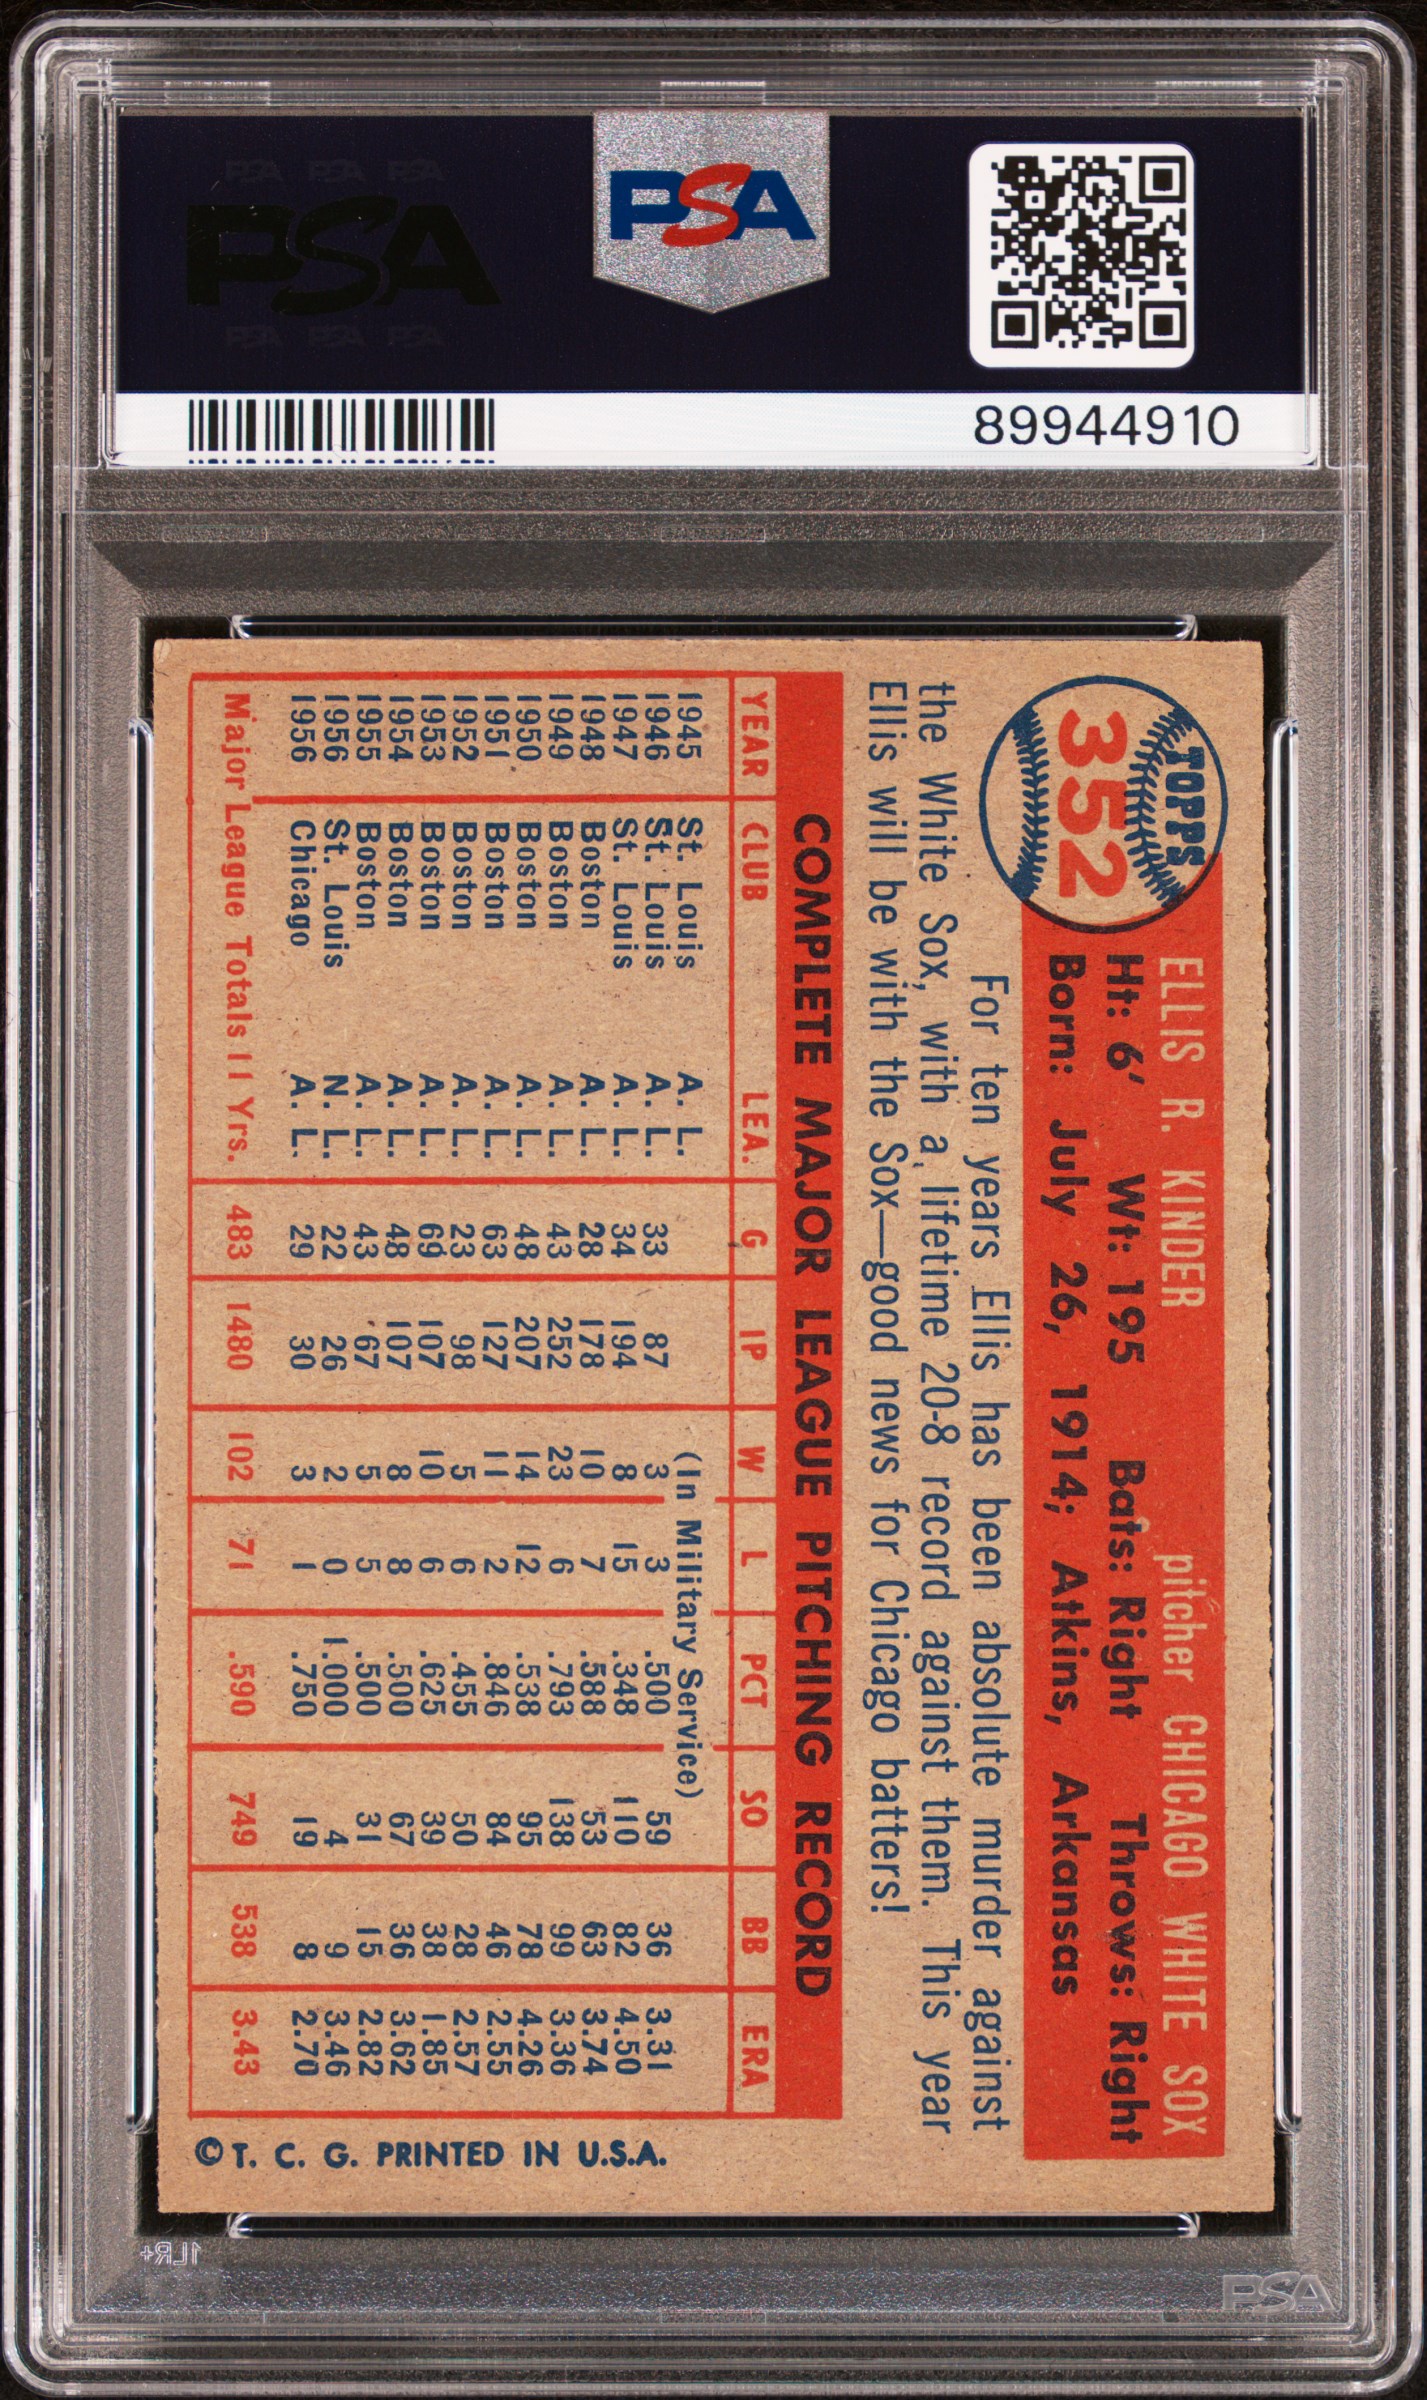 PSA PSA PSA
PSA
PSA PSA PSA
PSA
89944910
TOPPS
352
ELLIS R. KINDER pitcher CHICAGO WHITE SOX
Ht: 6' Wt: 195 Bats: Right Throws: Right
Born: July 26, 1914; Atkins, Arkansas
For ten years Ellis has been absolute murder against
the White Sox, with a lifetime 20-8 record against them. This year
Ellis will be with the Sox—good news for Chicago batters!
COMPLETE MAJOR LEAGUE PITCHING RECORD
YEAR CLUB LEA. G IP W L PCT SO BB ERA
1945 St. Louis A. L. (In Military Service)
1946 St. Louis A. L. 33 87 3 3 .500 59 36 3.31
1947 St. Louis A. L. 34 194 8 15 .348 110 82 4.50
1948 Boston A. L. 28 178 10 7 .588 53 63 3.74
1949 Boston A. L. 43 252 23 6 .793 138 99 3.36
1950 Boston A. L. 48 207 14 12 .538 95 78 4.26
1951 Boston A. L. 63 127 11 2 .846 84 46 2.55
1952 Boston A. L. 23 98 5 6 .455 50 28 2.57
1953 Boston A. L. 69 107 10 6 .625 39 38 1.85
1954 Boston A. L. 48 107 8 8 .500 67 36 3.62
1955 Boston A. L. 43 67 5 5 .500 31 15 2.82
1956 St. Louis N. L. 22 26 2 0 1.000 4 9 3.46
1956 Chicago A. L. 29 30 3 1 .750 19 8 2.70
Major League Totals 11 Yrs. 483 1480 102 71 .590 749 538 3.43
© T. C. G. PRINTED IN U.S.A.
1LR+
PSA